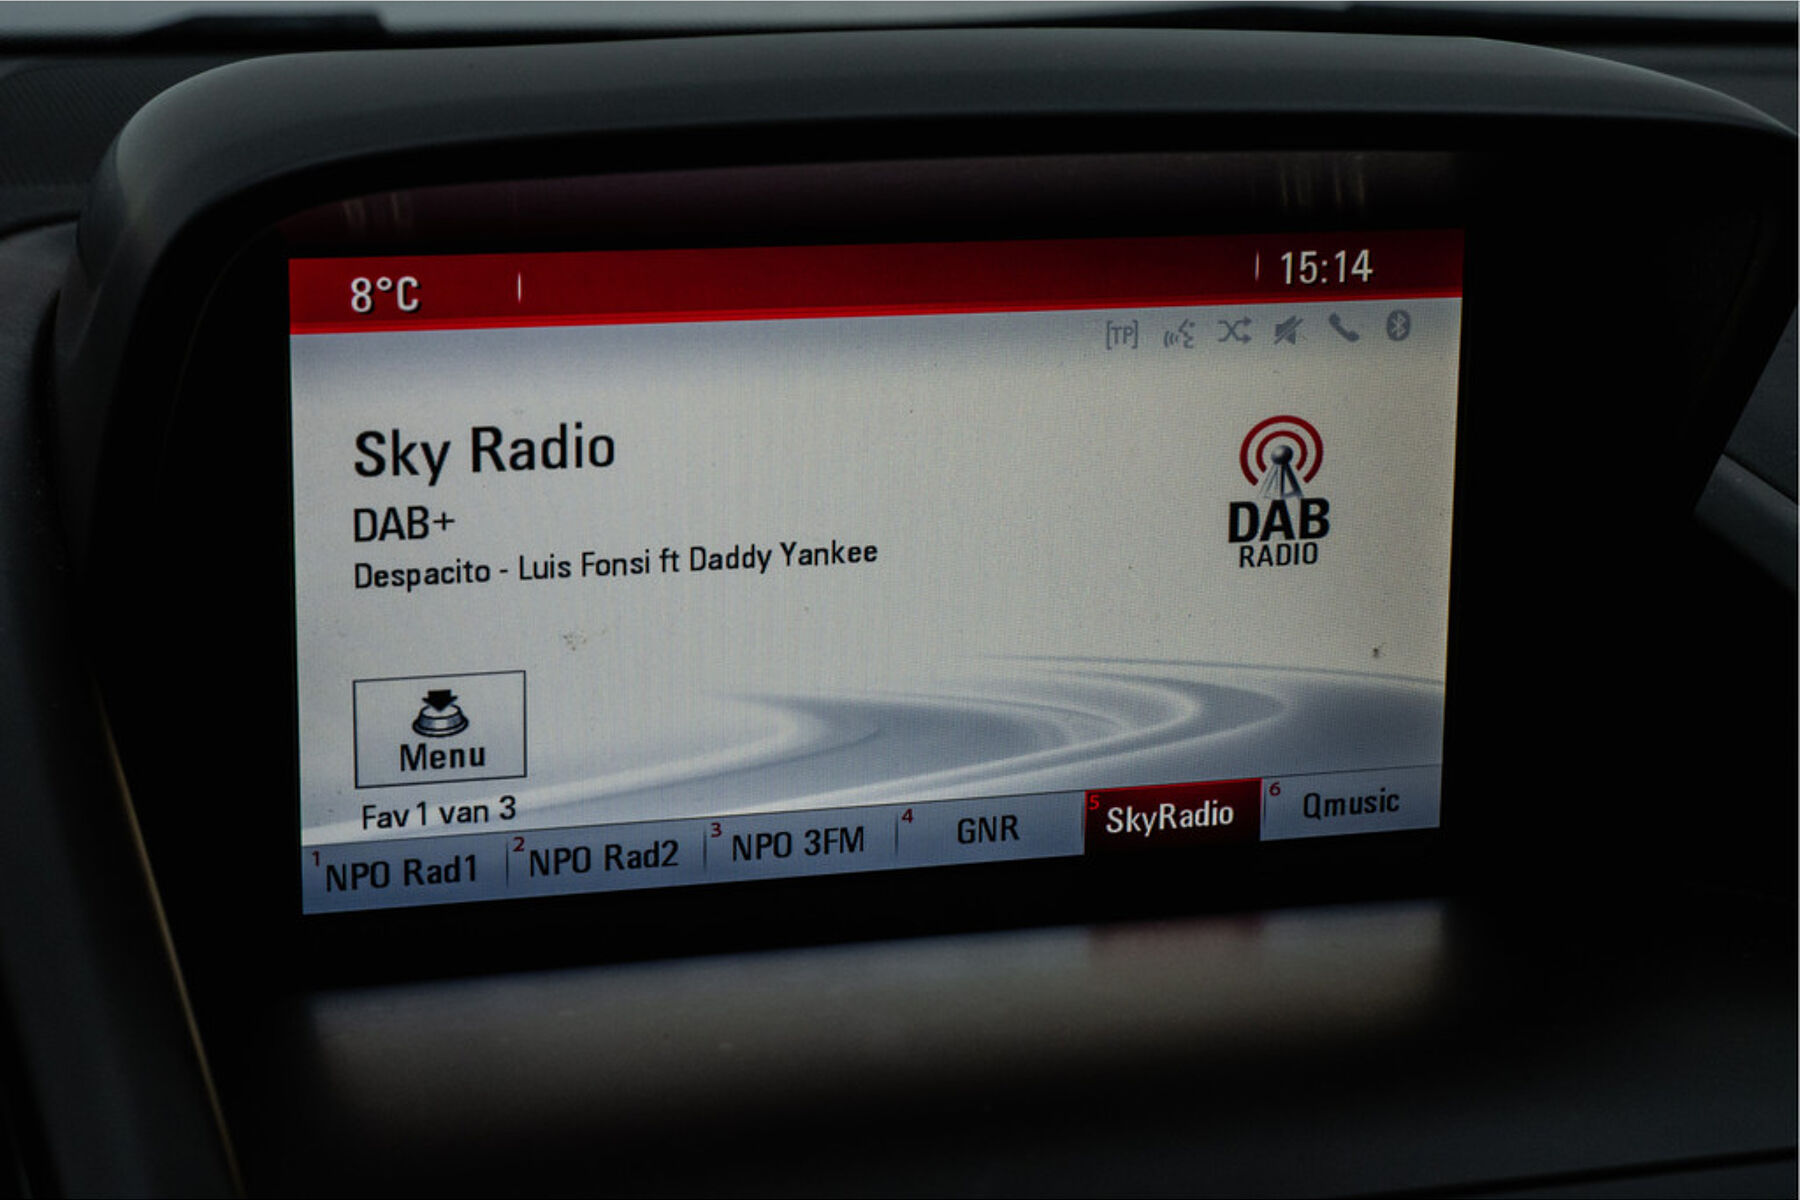 8°C 15:14
[TP]
Sky Radio
DAB+
Despacito - Luis Fonsi ft Daddy Yankee
DAB
RADIO
Menu
Fav 1 van 3
1 NPO Rad1 2 NPO Rad2 3 NPO 3FM 4 GNR 5 SkyRadio 6 Qmusic